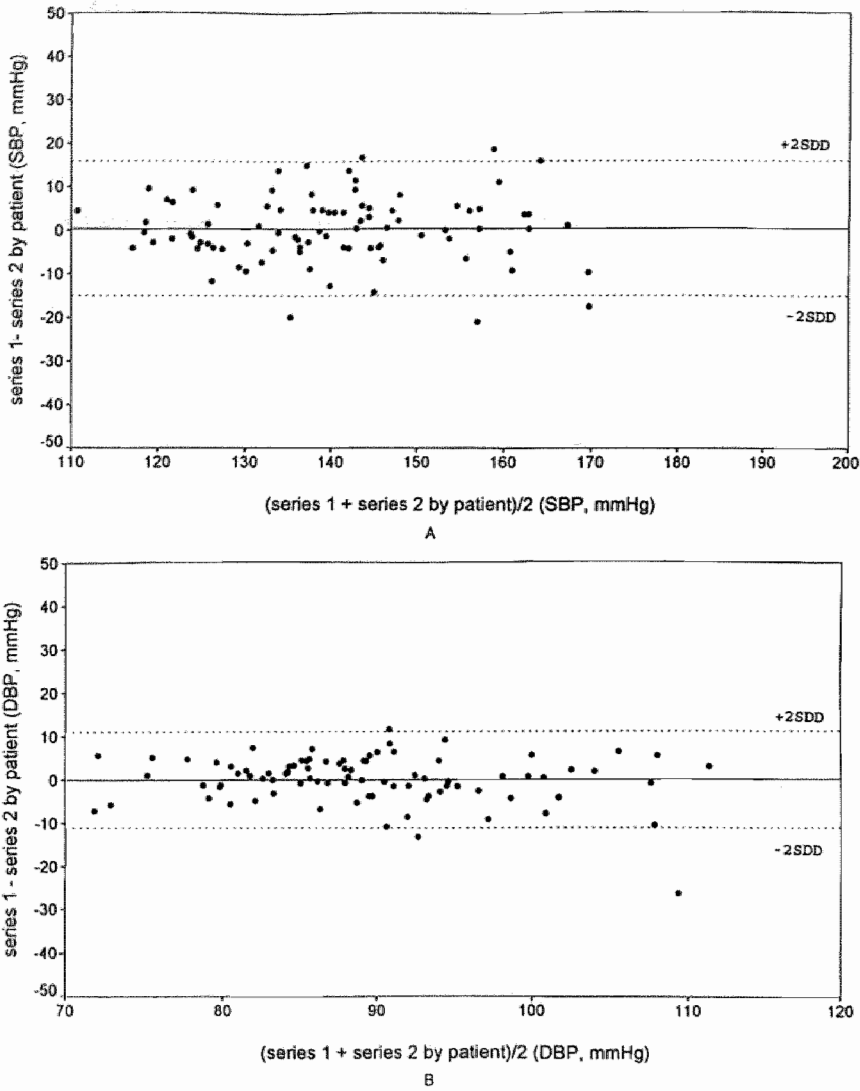 50
40
30
20
10
0
-10
-20
-30
-40
-50
series 1- series 2 by patient (SBP, mmHg)
+2SDD
-2SDD
110 120 130 140 150 160 170 180 190 200
(series 1 + series 2 by patient)/2 (SBP, mmHg)
A
50
40
30
20
10
0
-10
-20
-30
-40
-50
series 1 - series 2 by patient (DBP, mmHg)
+2SDD
-2SDD
70 80 90 100 110 120
(series 1 + series 2 by patient)/2 (DBP, mmHg)
B